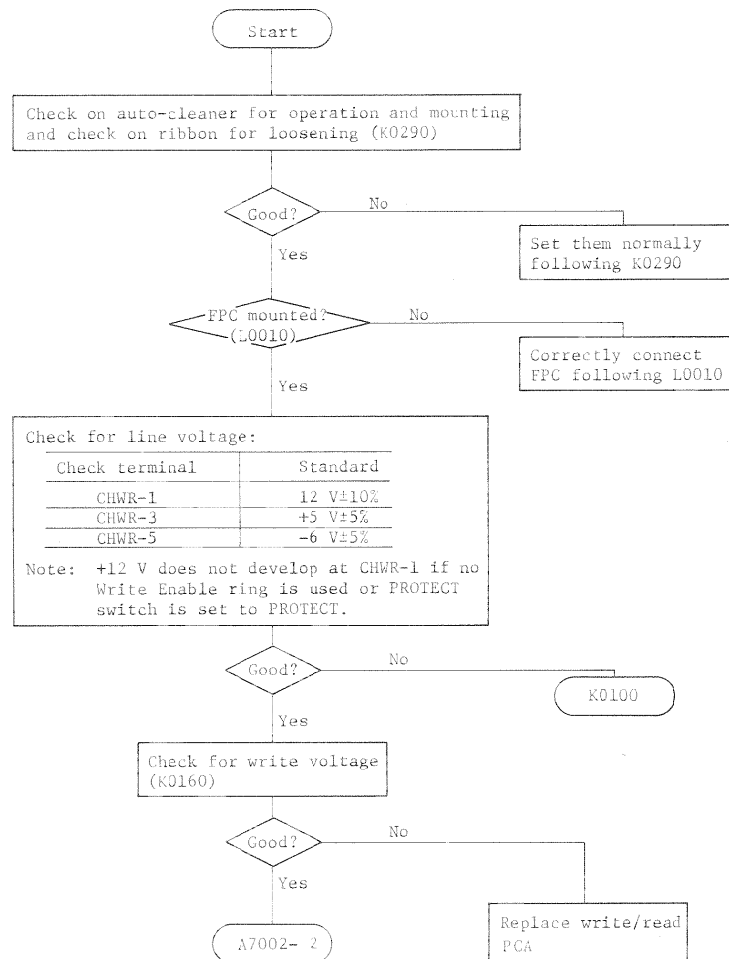 Start
Check on auto-cleaner for operation and mounting
and check on ribbon for loosening (K0290)
Good?
No
Set them normally
following K0290
Yes
FPC mounted?
(L0010)
No
Correctly connect
FPC following L0010
Yes
Check for line voltage:
Check terminal Standard
CHWR-1 12 V±10%
CHWR-3 +5 V±5%
CHWR-5 -6 V±5%
Note: +12 V does not develop at CHWR-1 if no
Write Enable ring is used or PROTECT
switch is set to PROTECT.
Good?
No
K0100
Yes
Check for write voltage
(K0160)
Good?
No
Yes
Replace write/read
PCA
A7002- 2